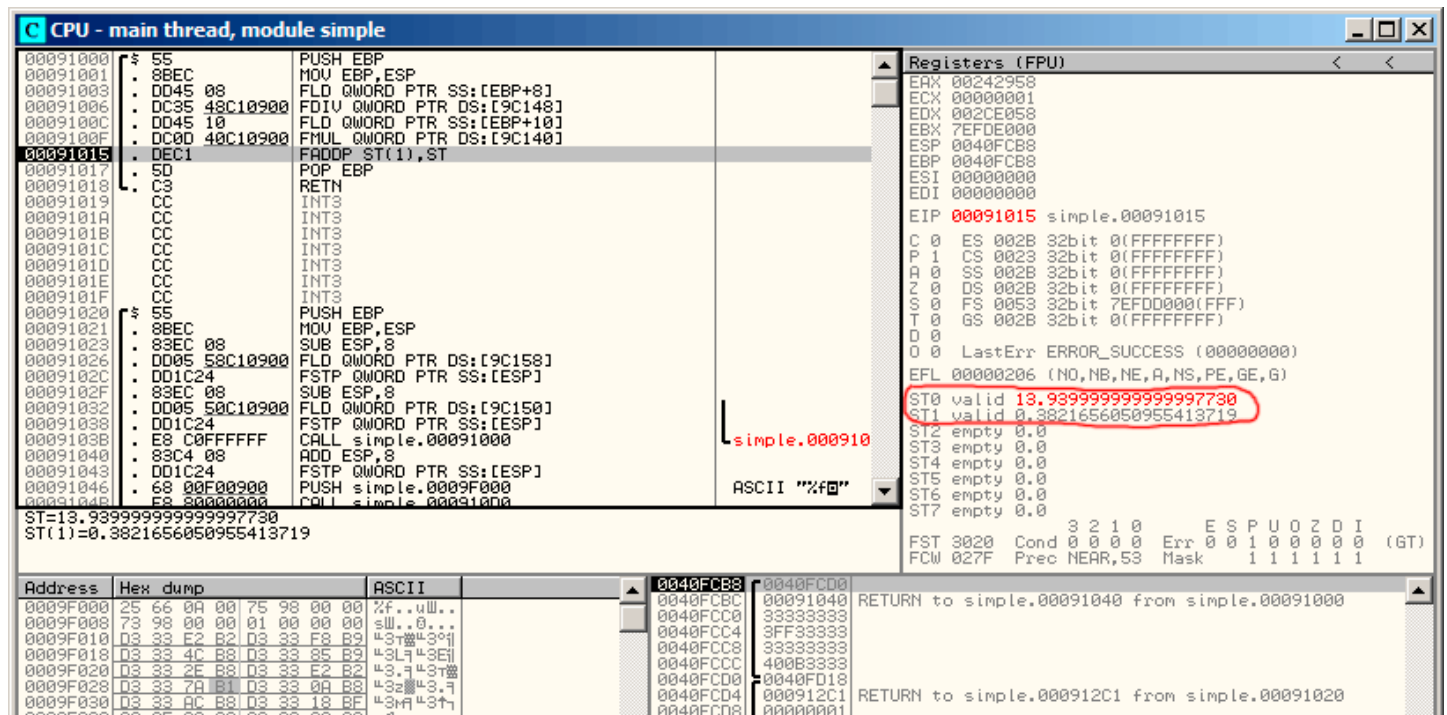 C CPU - main thread, module simple
00091000 $ 55 PUSH EBP
00091001 . 8BEC MOV EBP,ESP
00091003 . DD45 08 FLD QWORD PTR SS:[EBP+8]
00091006 . DC35 48C10900 FDIV QWORD PTR DS:[9C148]
0009100C . DD45 10 FLD QWORD PTR SS:[EBP+10]
0009100F . DC0D 40C10900 FMUL QWORD PTR DS:[9C140]
00091015 . DEC1 FADDP ST(1),ST
00091017 . 5D POP EBP
00091018 . C3 RETN
00091019 CC INT3
0009101A CC INT3
0009101B CC INT3
0009101C CC INT3
0009101D CC INT3
0009101E CC INT3
0009101F CC INT3
00091020 $ 55 PUSH EBP
00091021 . 8BEC MOV EBP,ESP
00091023 . 83EC 08 SUB ESP,8
00091026 . DD05 58C10900 FLD QWORD PTR DS:[9C158]
0009102C . DD1C24 FSTP QWORD PTR SS:[ESP]
0009102F . 83EC 08 SUB ESP,8
00091032 . DD05 50C10900 FLD QWORD PTR DS:[9C150]
00091038 . DD1C24 FSTP QWORD PTR SS:[ESP]
0009103B . E8 C0FFFFFF CALL simple.00091000 simple.000910
00091040 . 83C4 08 ADD ESP,8
00091043 . DD1C24 FSTP QWORD PTR SS:[ESP]
00091046 . 68 00F00900 PUSH simple.0009F000 ASCII "%f◙"
0009104B . E8 80000000 CALL simple.000910D0
ST=13.939999999999997730
ST(1)=0.3821656050955413719
Registers (FPU) < <
EAX 00242958
ECX 00000001
EDX 002CE058
EBX 7EFDE000
ESP 0040FCB8
EBP 0040FCB8
ESI 00000000
EDI 00000000
EIP 00091015 simple.00091015
C 0 ES 002B 32bit 0(FFFFFFFF)
P 1 CS 0023 32bit 0(FFFFFFFF)
A 0 SS 002B 32bit 0(FFFFFFFF)
Z 0 DS 002B 32bit 0(FFFFFFFF)
S 0 FS 0053 32bit 7EFDD000(FFF)
T 0 GS 002B 32bit 0(FFFFFFFF)
D 0
O 0 LastErr ERROR_SUCCESS (00000000)
EFL 00000206 (NO,NB,NE,A,NS,PE,GE,G)
ST0 valid 13.939999999999997730
ST1 valid 0.3821656050955413719
ST2 empty 0.0
ST3 empty 0.0
ST4 empty 0.0
ST5 empty 0.0
ST6 empty 0.0
ST7 empty 0.0
3 2 1 0 E S P U O Z D I
FST 3020 Cond 0 0 0 0 Err 0 0 1 0 0 0 0 0 (GT)
FCW 027F Prec NEAR,53 Mask 1 1 1 1 1 1
Address Hex dump ASCII
0009F000 25 66 0A 00 75 98 00 00 %f..uШ..
0009F008 73 98 00 00 01 00 00 00 sШ..
0009F010 D3 33 E2 B2 D3 33 F8 B9
0009F018 D3 33 4C B8 D3 33 85 B9
0009F020 D3 33 2E B8 D3 33 E2 B2
0009F028 D3 33 7A B1 D3 33 0A B8
0009F030 D3 33 AC B8 D3 33 18 BF
0040FCB8 0040FCD0
0040FCBC 00091040 RETURN to simple.00091040 from simple.00091000
0040FCC0 33333333
0040FCC4 3FF33333
0040FCC8 33333333
0040FCCC 400B3333
0040FCD0 0040FD18
0040FCD4 000912C1 RETURN to simple.000912C1 from simple.00091020
0040FCD8 00000001